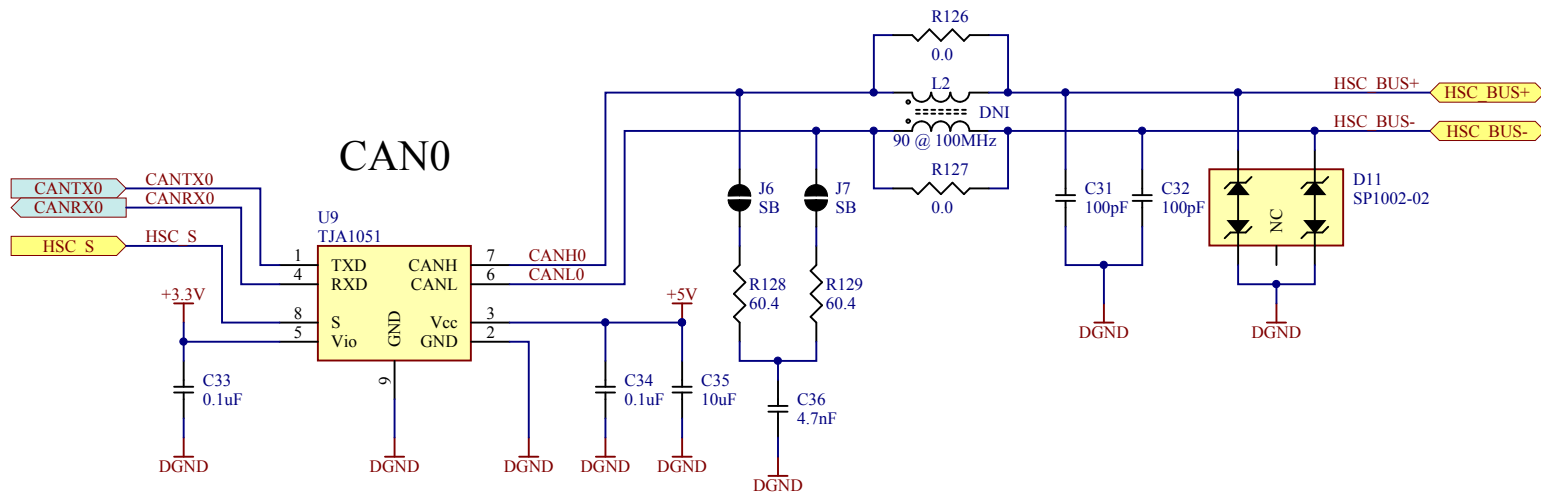 R126
0.0
L2
DNI
90 @ 100MHz
R127
0.0
HSC_BUS+
HSC_BUS+
HSC_BUS-
HSC_BUS-
CAN0
CANTX0
CANTX0
CANRX0
CANRX0
HSC_S
HSC_S
U9
TJA1051
1
TXD
CANH
7
CANH0
4
RXD
CANL
6
CANL0
8
S
Vcc
3
5
Vio
GND
GND
2
9
+3.3V
+5V
C33
0.1uF
C34
0.1uF
C35
10uF
J6
SB
J7
SB
R128
60.4
R129
60.4
C36
4.7nF
C31
100pF
C32
100pF
D11
SP1002-02
NC
DGND
DGND
DGND
DGND
DGND
DGND
DGND
DGND